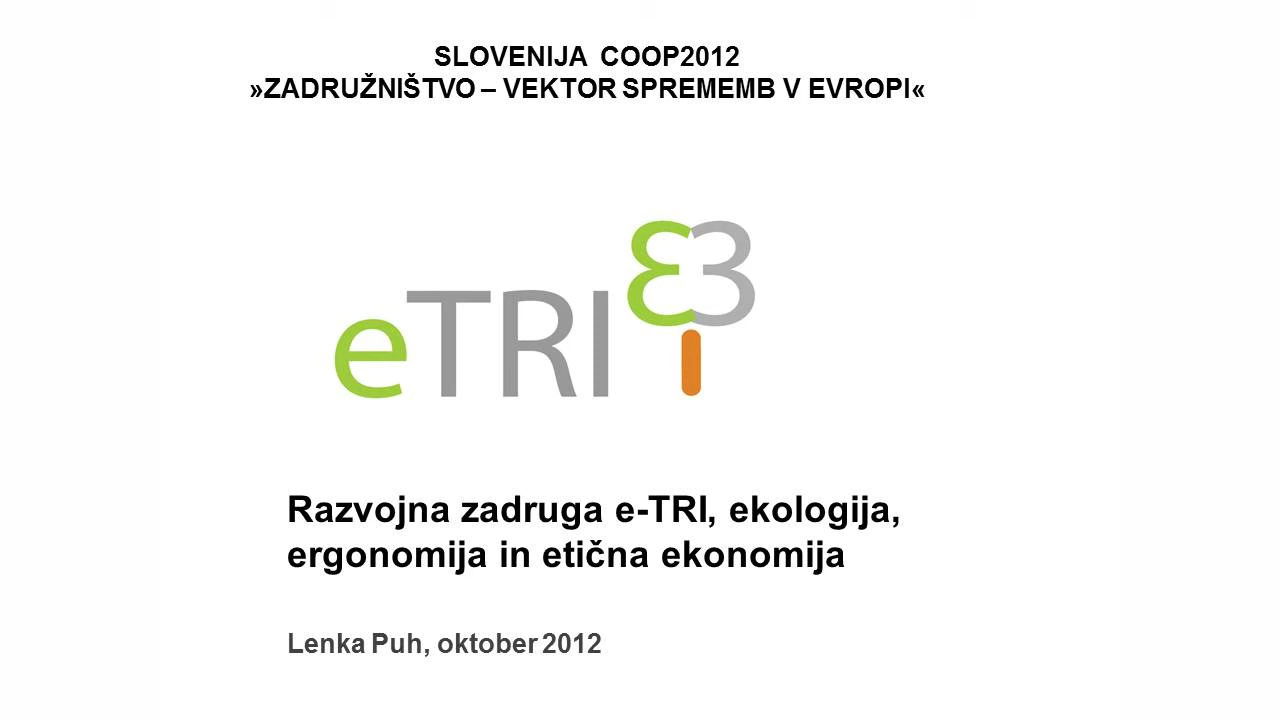 SLOVENIJA COOP2012
»ZADRUŽNIŠTVO – VEKTOR SPREMEMB V EVROPI«
eTRI
Razvojna zadruga e-TRI, ekologija,
ergonomija in etična ekonomija
Lenka Puh, oktober 2012